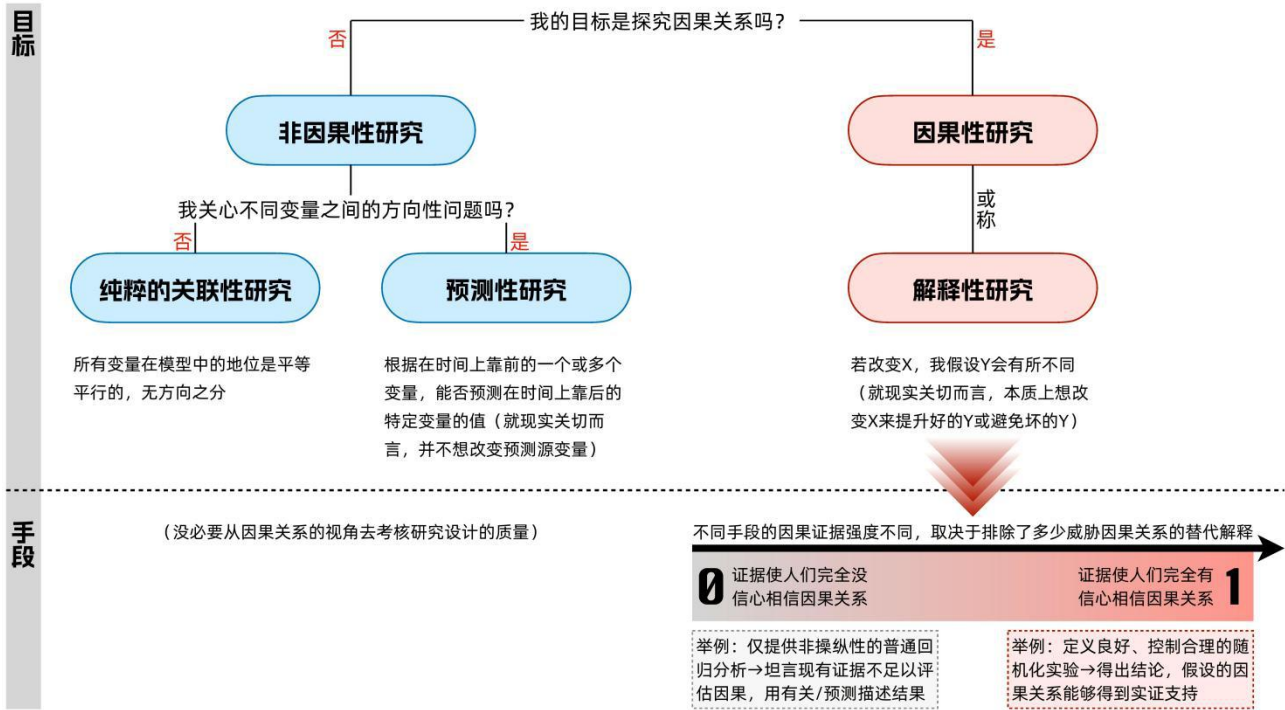 目标
我的目标是探究因果关系吗？
否
是
非因果性研究
因果性研究
我关心不同变量之间的方向性问题吗？
或称
否
是
纯粹的关联性研究
预测性研究
解释性研究
所有变量在模型中的地位是平等
平行的，无方向之分
根据在时间上靠前的一个或多个
变量，能否预测在时间上靠后的
特定变量的值（就现实关切而
言，并不想改变预测源变量）
若改变X，我假设Y会有所不同
（就现实关切而言，本质上想改
变X来提升好的Y或避免坏的Y）
手段
（没必要从因果关系的视角去考核研究设计的质量）
不同手段的因果证据强度不同，取决于排除了多少威胁因果关系的替代解释
0
证据使人们完全没
信心相信因果关系
证据使人们完全有
信心相信因果关系
1
举例：仅提供非操纵性的普通回
归分析→坦言现有证据不足以评
估因果，用有关/预测描述结果
举例：定义良好、控制合理的随
机化实验→得出结论，假设的因
果关系能够得到实证支持